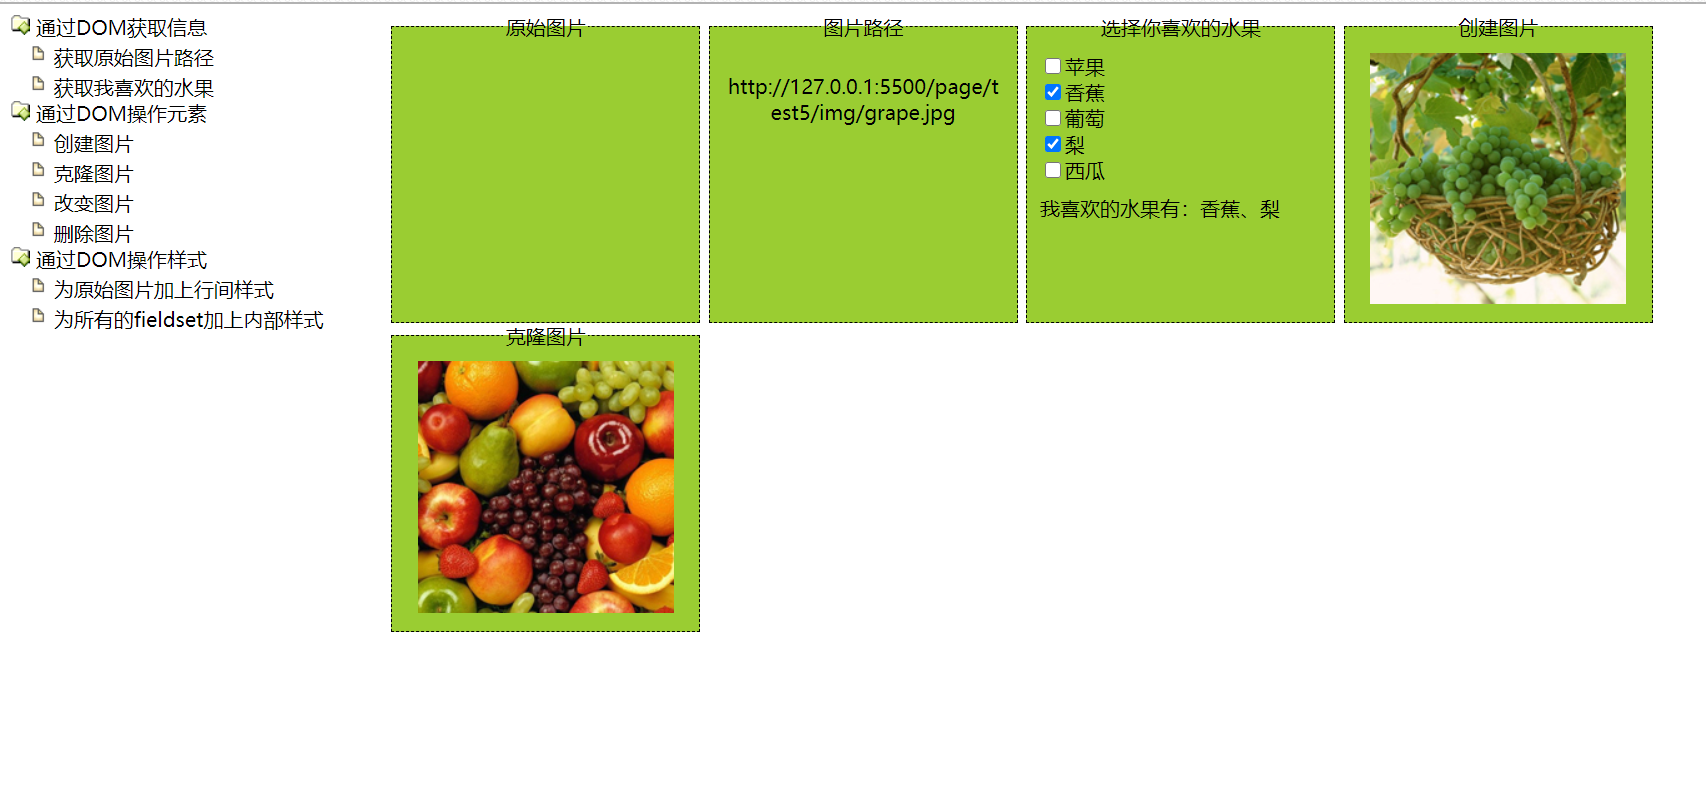 通过DOM获取信息
获取原始图片路径
获取我喜欢的水果
通过DOM操作元素
创建图片
克隆图片
改变图片
删除图片
通过DOM操作样式
为原始图片加上行间样式
为所有的fieldset加上内部样式
原始图片
图片路径
http://127.0.0.1:5500/page/t
est5/img/grape.jpg
选择你喜欢的水果
苹果
香蕉
葡萄
梨
西瓜
我喜欢的水果有：香蕉、梨
创建图片
克隆图片